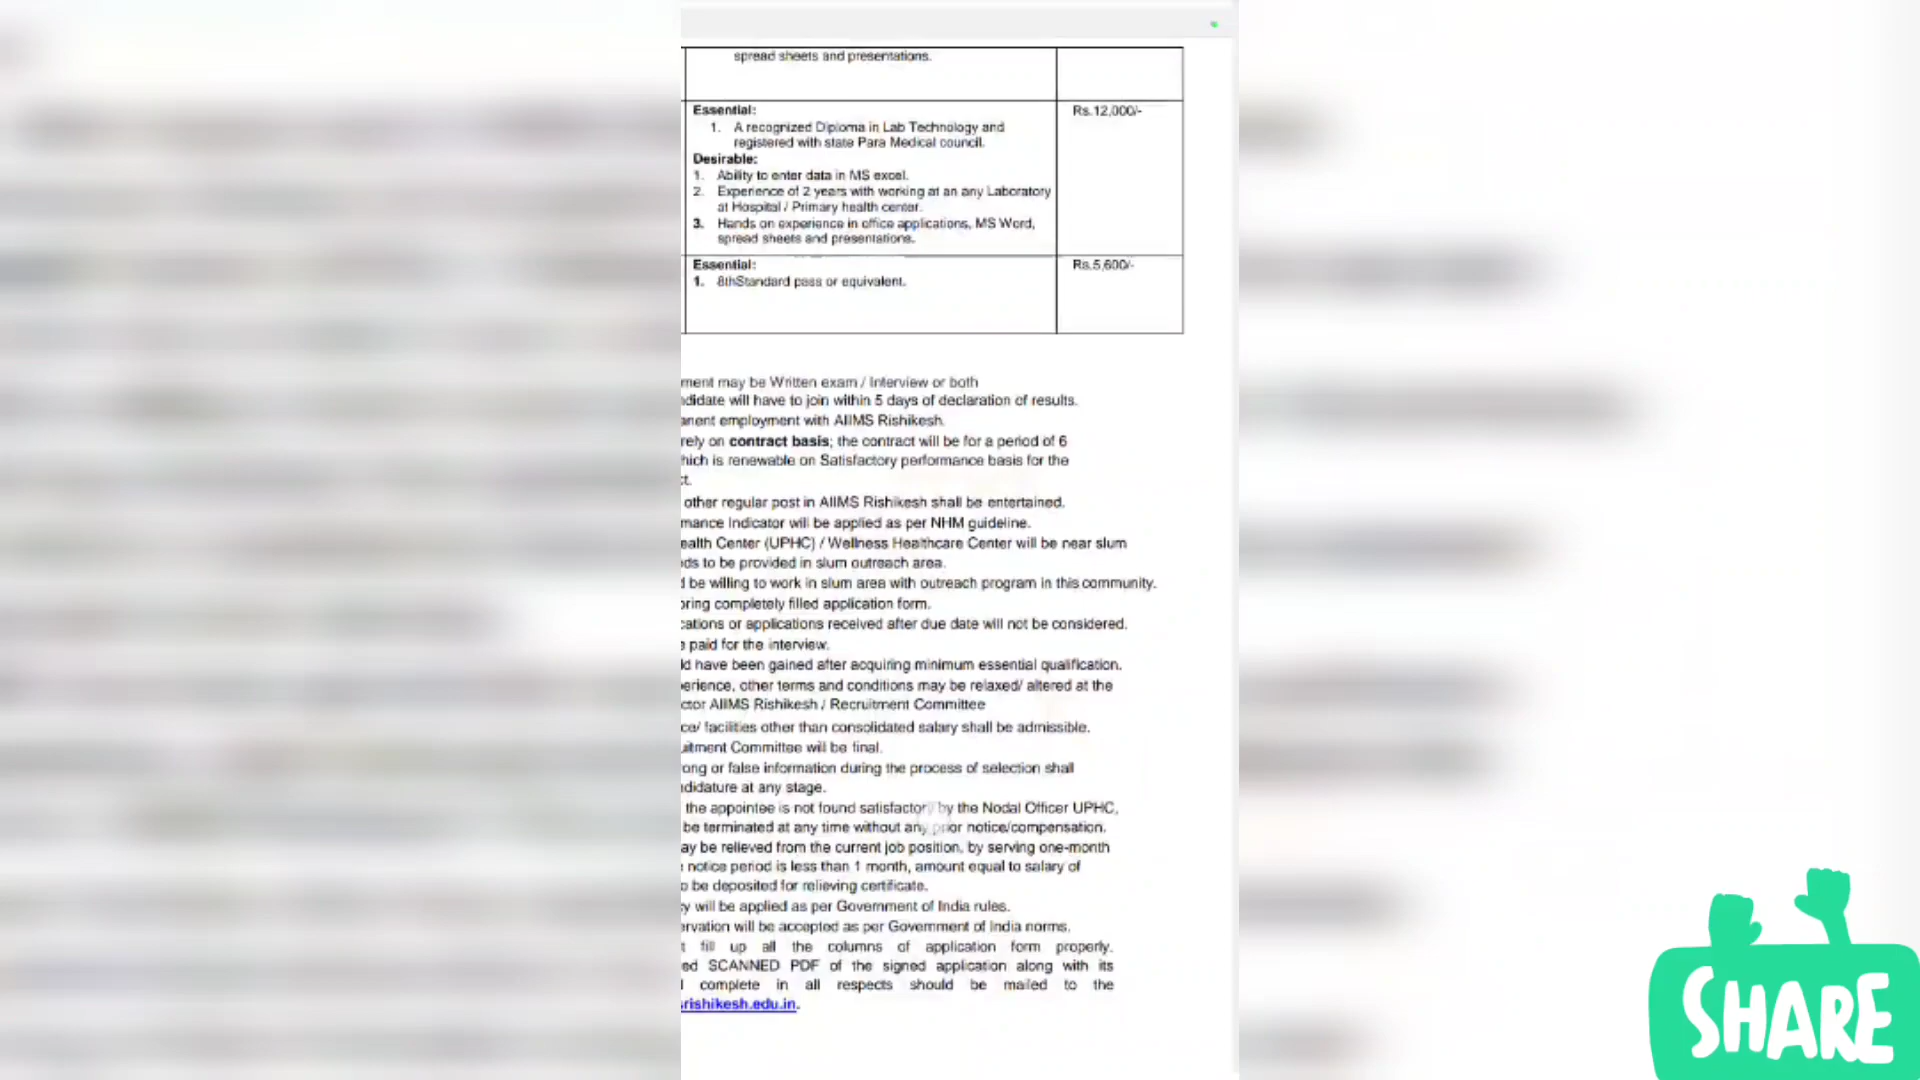 spread sheets and presentations.
Essential:
Rs.12,000/-
1. A recognized Diploma in Lab Technology and
registered with state Para Medical council.
Desirable:
1. Ability to enter data in MS excel.
2. Experience of 2 years with working at an any Laboratory
at Hospital / Primary health center.
3. Hands on experience in office applications, MS Word,
spread sheets and presentations.
Essential:
Rs.5,600/-
1. 8thStandard pass or equivalent.
ment may be Written exam / Interview or both
ndidate will have to join within 5 days of declaration of results.
anent employment with AIIMS Rishikesh.
rely on contract basis; the contract will be for a period of 6
hich is renewable on Satisfactory performance basis for the
ct.
other regular post in AIIMS Rishikesh shall be entertained.
mance Indicator will be applied as per NHM guideline.
ealth Center (UPHC) / Wellness Healthcare Center will be near slum
ds to be provided in slum outreach area.
d be willing to work in slum area with outreach program in this community.
bring completely filled application form.
cations or applications received after due date will not be considered.
e paid for the interview.
ld have been gained after acquiring minimum essential qualification.
erience, other terms and conditions may be relaxed/ altered at the
ctor AIIMS Rishikesh / Recruitment Committee
ce/ facilities other than consolidated salary shall be admissible.
uitment Committee will be final.
ong or false information during the process of selection shall
ndidature at any stage.
the appointee is not found satisfactory by the Nodal Officer UPHC,
be terminated at any time without any prior notice/compensation.
ay be relieved from the current job position, by serving one-month
notice period is less than 1 month, amount equal to salary of
o be deposited for relieving certificate.
y will be applied as per Government of India rules.
ervation will be accepted as per Government of India norms.
t fill up all the columns of application form properly.
ed SCANNED PDF of the signed application along with its
l complete in all respects should be mailed to the
srishikesh.edu.in.
SHARE